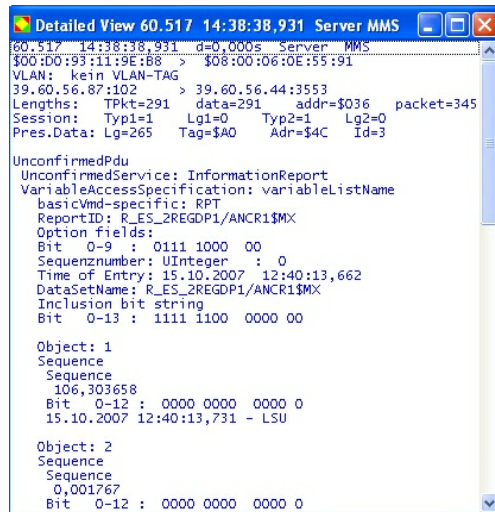 Detailed View 60.517 14:38:38,931 Server MMS
60.517 14:38:38,931 d=0,000s Server MMS
$00:D0:93:11:9E:B8 > $08:00:06:0E:55:91
VLAN: kein VLAN-TAG
39.60.56.87:102 > 39.60.56.44:3553
Lengths: TPkt=291 data=291 addr=$036 packet=345
Session: Typ1=1 Lg1=0 Typ2=1 Lg2=0
Pres.Data: Lg=265 Tag=$A0 Adr=$4C Id=3
UnconfirmedPdu
UnconfirmedService: InformationReport
VariableAccessSpecification: variableListName
basicVmd-specific: RPT
ReportID: R_ES_2REGDP1/ANCR1$MX
Option fields:
Bit 0-9 : 0111 1000 00
Sequenznumber: UInteger : 0
Time of Entry: 15.10.2007 12:40:13,662
DataSetName: R_ES_2REGDP1/ANCR1$MX
Inclusion bit string
Bit 0-13 : 1111 1100 0000 00
Object: 1
Sequence
Sequence
106,303658
Bit 0-12 : 0000 0000 0000 0
15.10.2007 12:40:13,731 - LSU
Object: 2
Sequence
Sequence
0,001767
Bit 0-12 : 0000 0000 0000 0